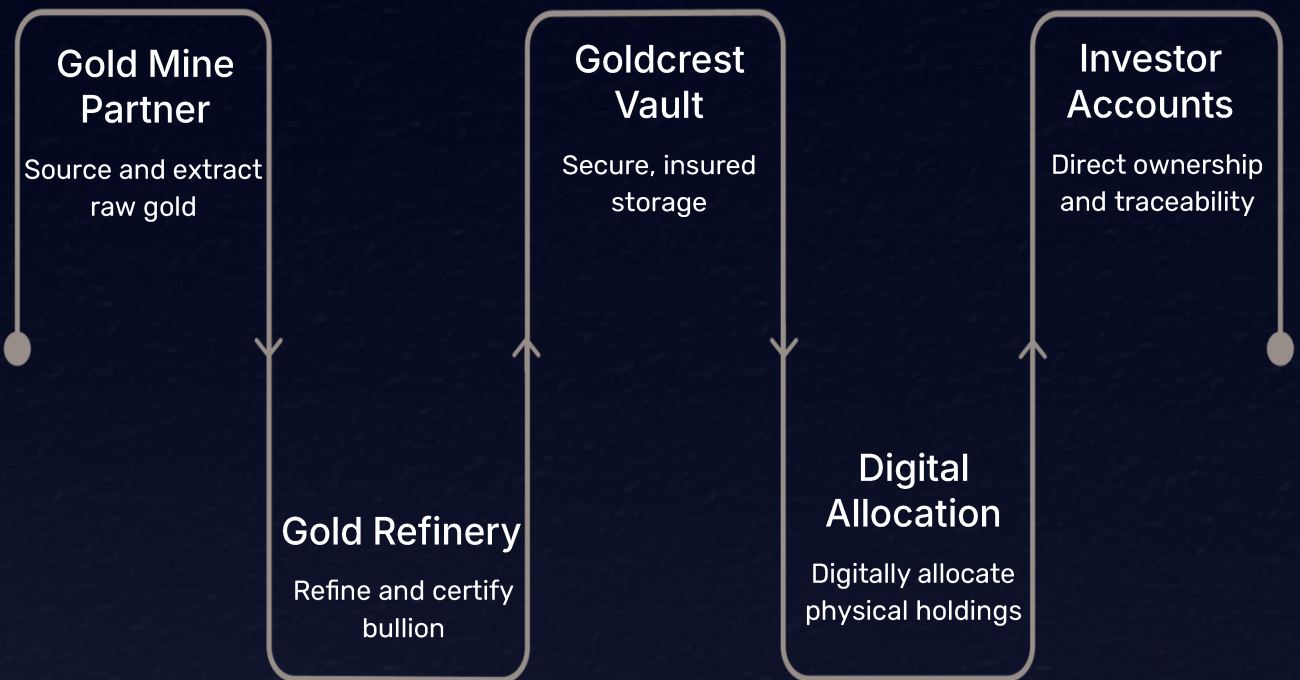 Gold Mine
Partner
Source and extract
raw gold
Gold Refinery
Refine and certify
bullion
Goldcrest
Vault
Secure, insured
storage
Digital
Allocation
Digitally allocate
physical holdings
Investor
Accounts
Direct ownership
and traceability